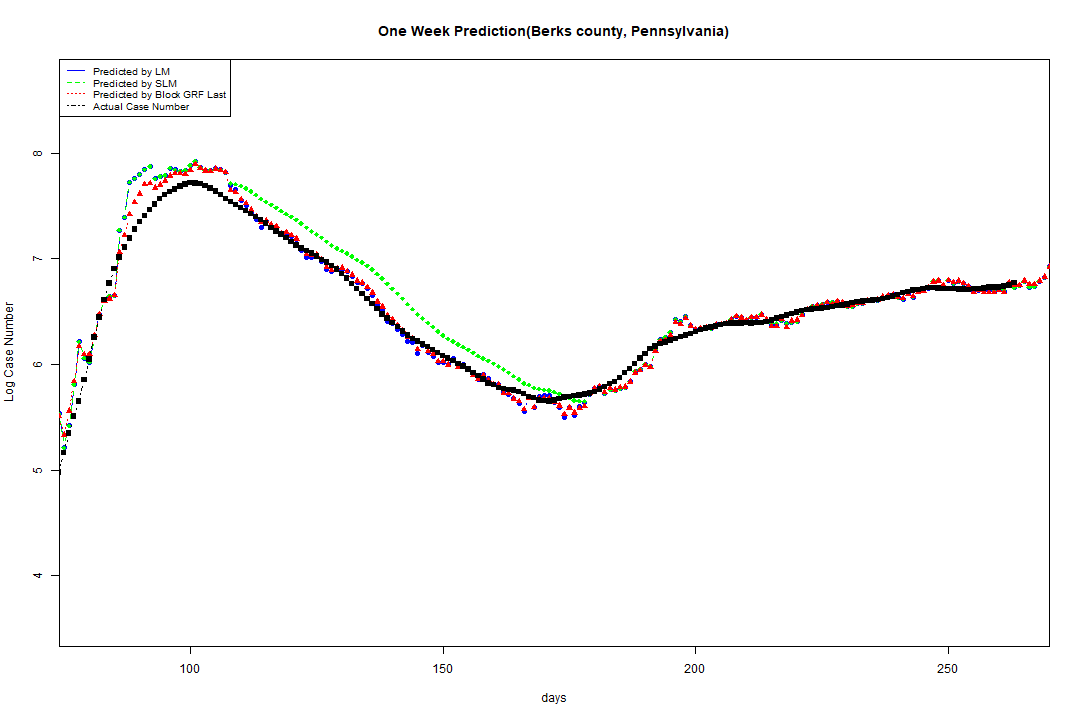 One Week Prediction(Berks county, Pennsylvania)
Predicted by LM
Predicted by SLM
Predicted by Block GRF Last
Actual Case Number
8
7
6
5
4
Log Case Number
100 150 200 250
days